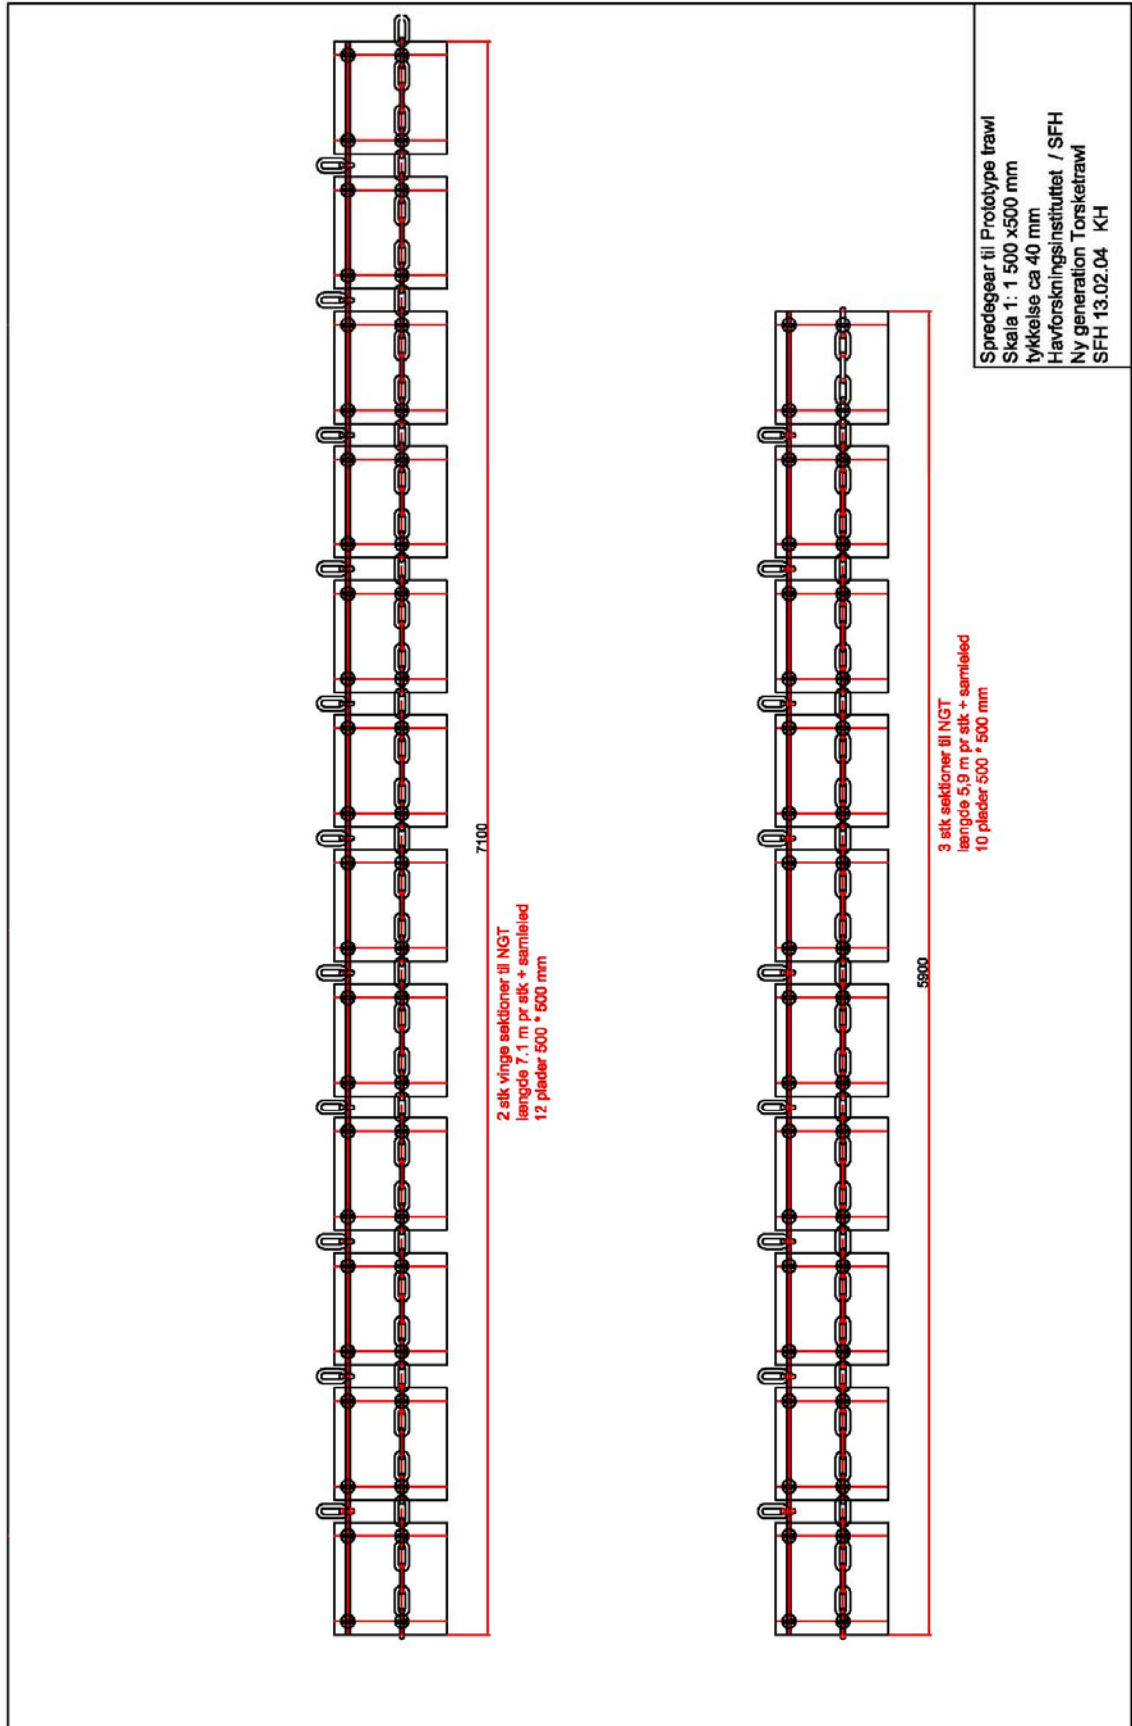 7100
2 stk vinge sektioner til NGT
længde 7.1 m pr stk + samleled
12 plader 500 * 500 mm
5900
3 stk sektioner til NGT
længde 5,9 m pr stk + samleled
10 plader 500 * 500 mm
Spredegear til Prototype trawl
Skala 1: 1 500 x500 mm
tykkelse ca 40 mm
Havforskningsinstituttet / SFH
Ny generation Torsketrawl
SFH 13.02.04 KH